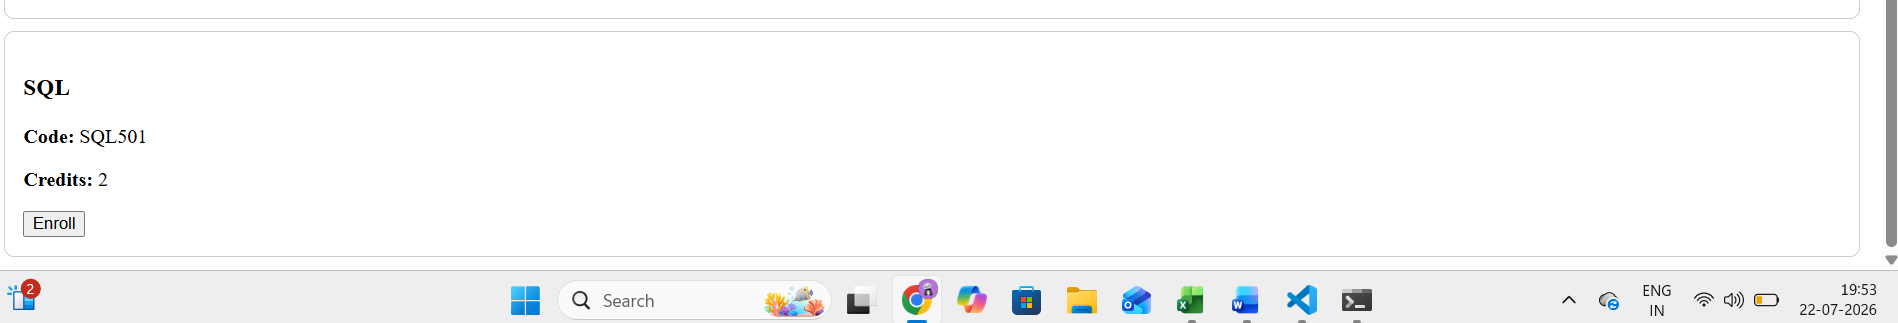 SQL
Code: SQL501
Credits: 2
Enroll
2
Search
ENG
IN
19:53
22-07-2026